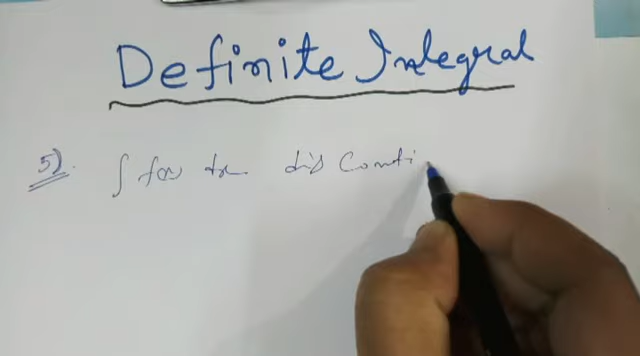 Definite Integral
5). ∫ f(x) dx dis Conti